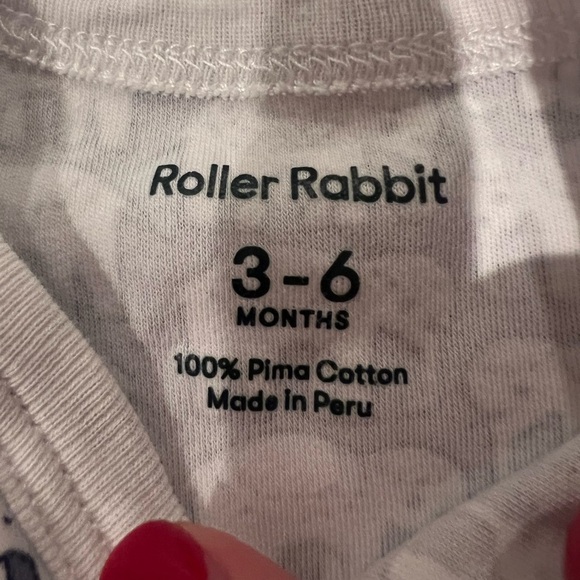 Roller Rabbit
3-6
MONTHS
100% Pima Cotton
Made in Peru